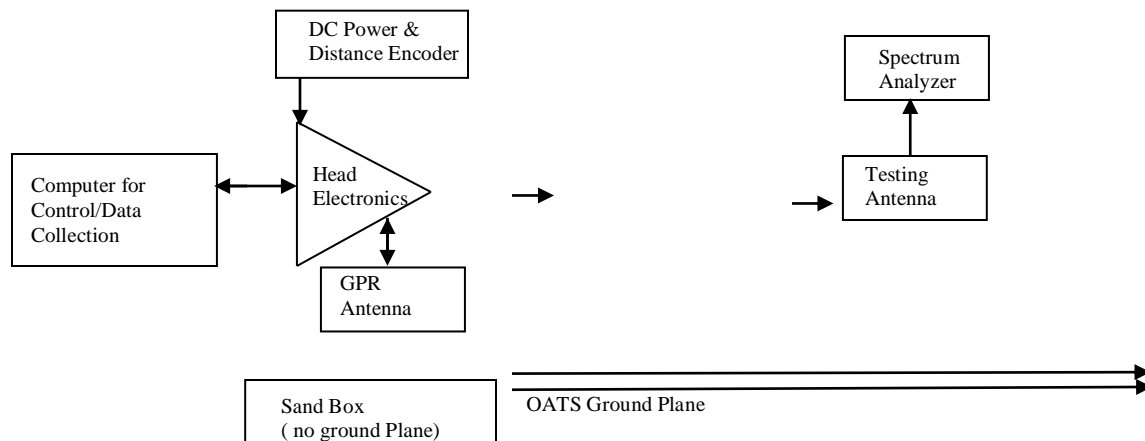 DC Power &
Distance Encoder
Spectrum
Analyzer
Computer for
Control/Data
Collection
Head
Electronics
Testing
Antenna
GPR
Antenna
Sand Box
( no ground Plane)
OATS Ground Plane